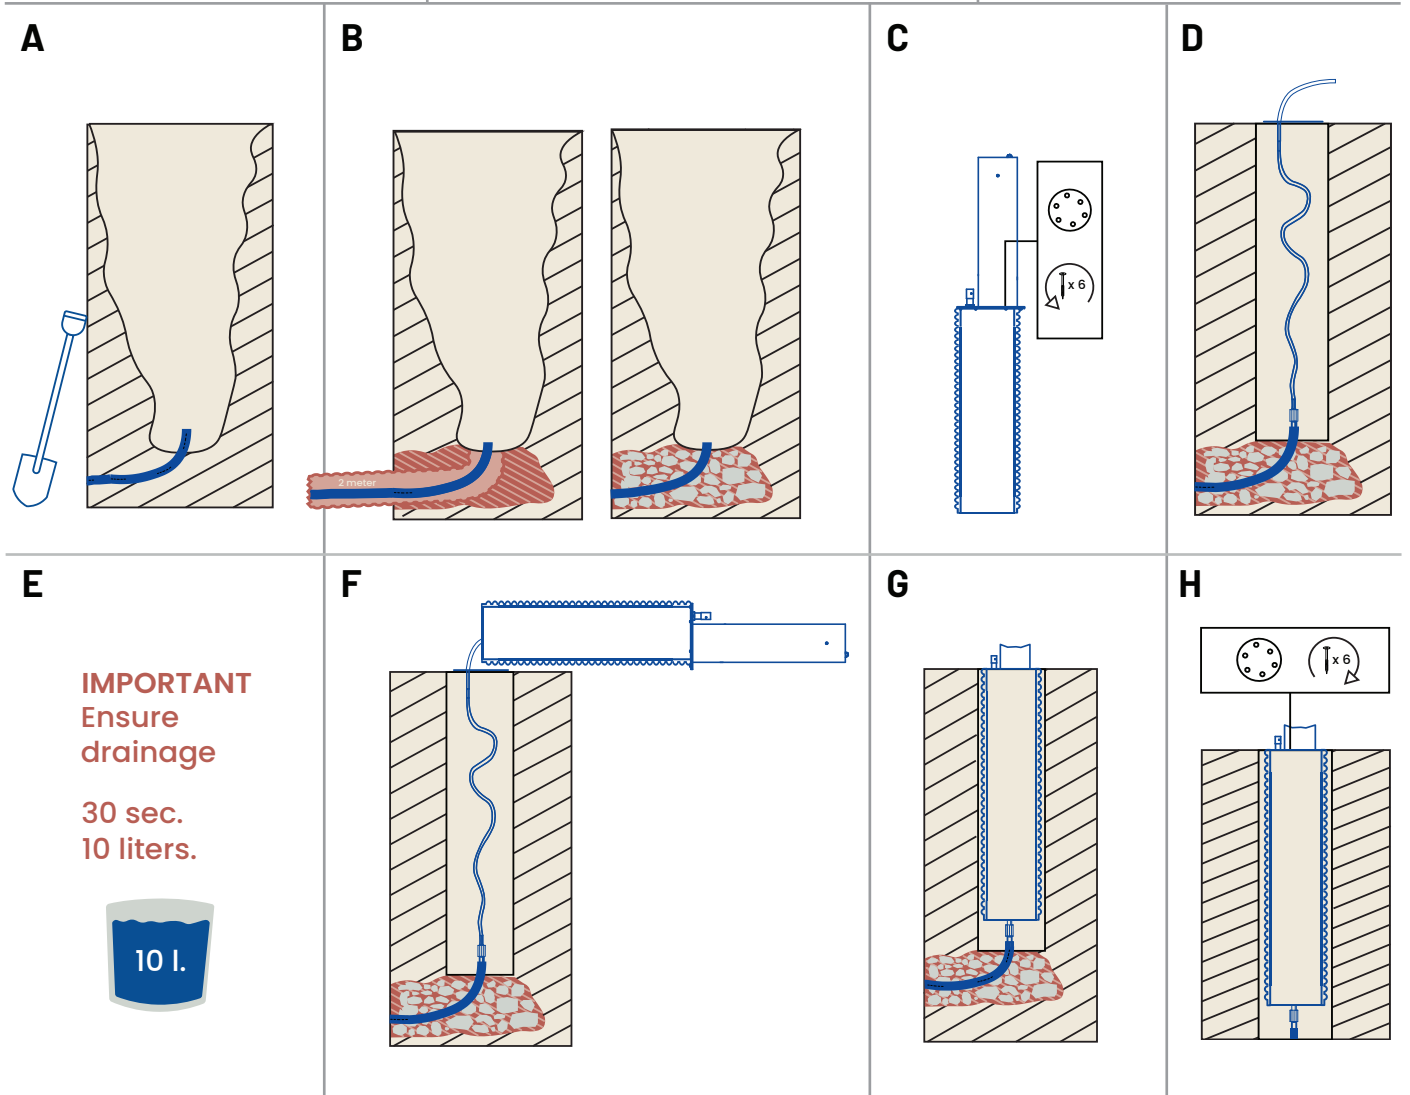 A
B
2 meter
C
x 6
D
E
IMPORTANT
Ensure
drainage
30 sec.
10 liters.
10 l.
F
G
H
x 6